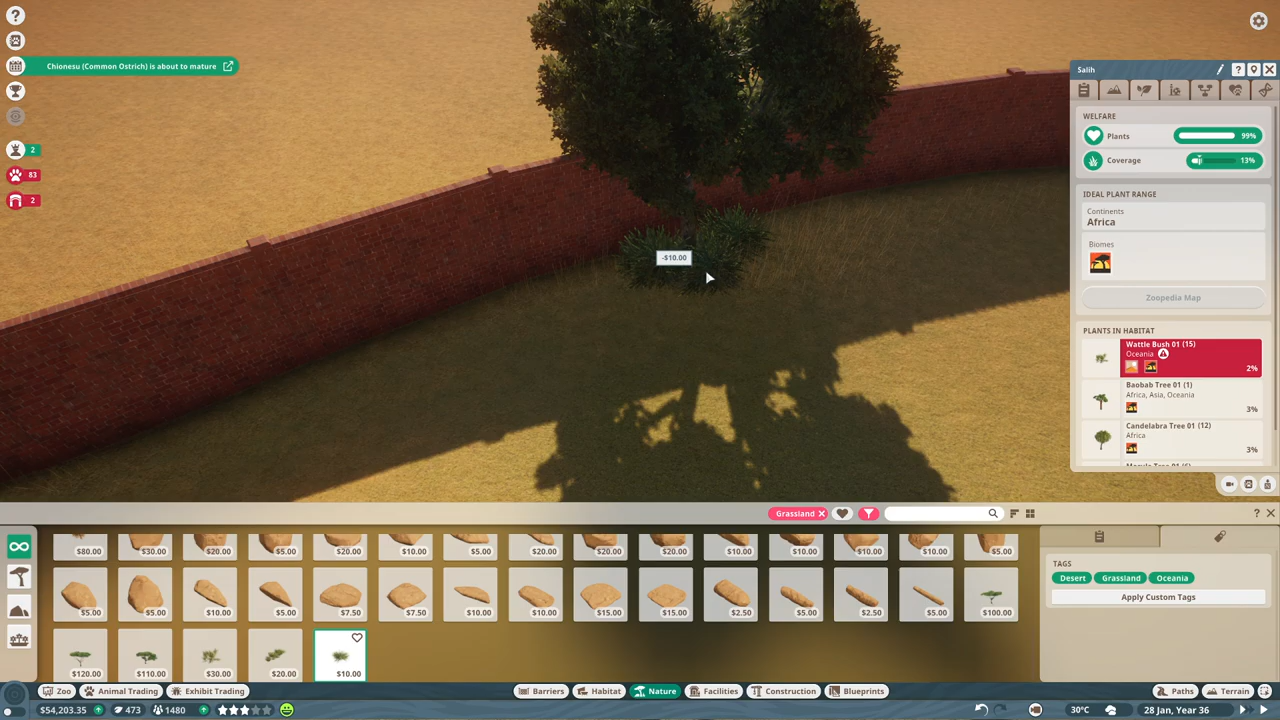 ?
Chionesu (Common Ostrich) is about to mature
2
83
2
-$10.00
Salih
?
WELFARE
Plants 99%
Coverage 13%
IDEAL PLANT RANGE
Continents
Africa
Biomes
Zoopedia Map
PLANTS IN HABITAT
Wattle Bush 01 (15)
Oceania
2%
Baobab Tree 01 (1)
Africa, Asia, Oceania
3%
Candelabra Tree 01 (12)
Africa
3%
Grassland
?
$80.00 $30.00 $20.00 $5.00 $20.00 $10.00 $5.00 $20.00 $20.00 $20.00 $10.00 $10.00 $10.00 $10.00 $5.00
$5.00 $5.00 $10.00 $5.00 $7.50 $7.50 $10.00 $10.00 $15.00 $15.00 $2.50 $5.00 $2.50 $5.00 $100.00
$120.00 $110.00 $30.00 $20.00 $10.00
TAGS
Desert Grassland Oceania
Apply Custom Tags
Zoo Animal Trading Exhibit Trading Barriers Habitat Nature Facilities Construction Blueprints Paths Terrain
$54,203.35 473 1480 30°C 28 Jan, Year 36